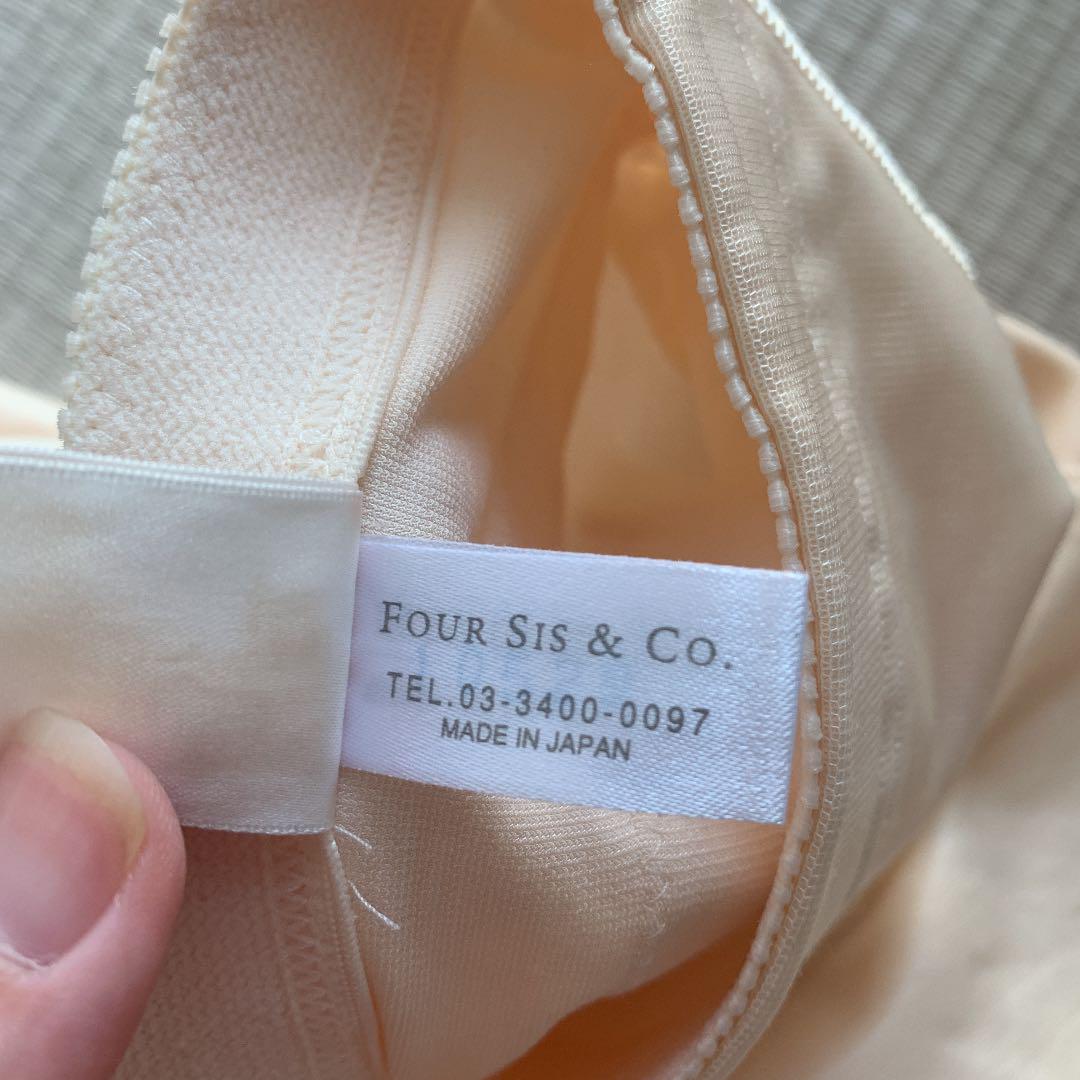 FOUR SIS & CO.
TEL.03-3400-0097
MADE IN JAPAN